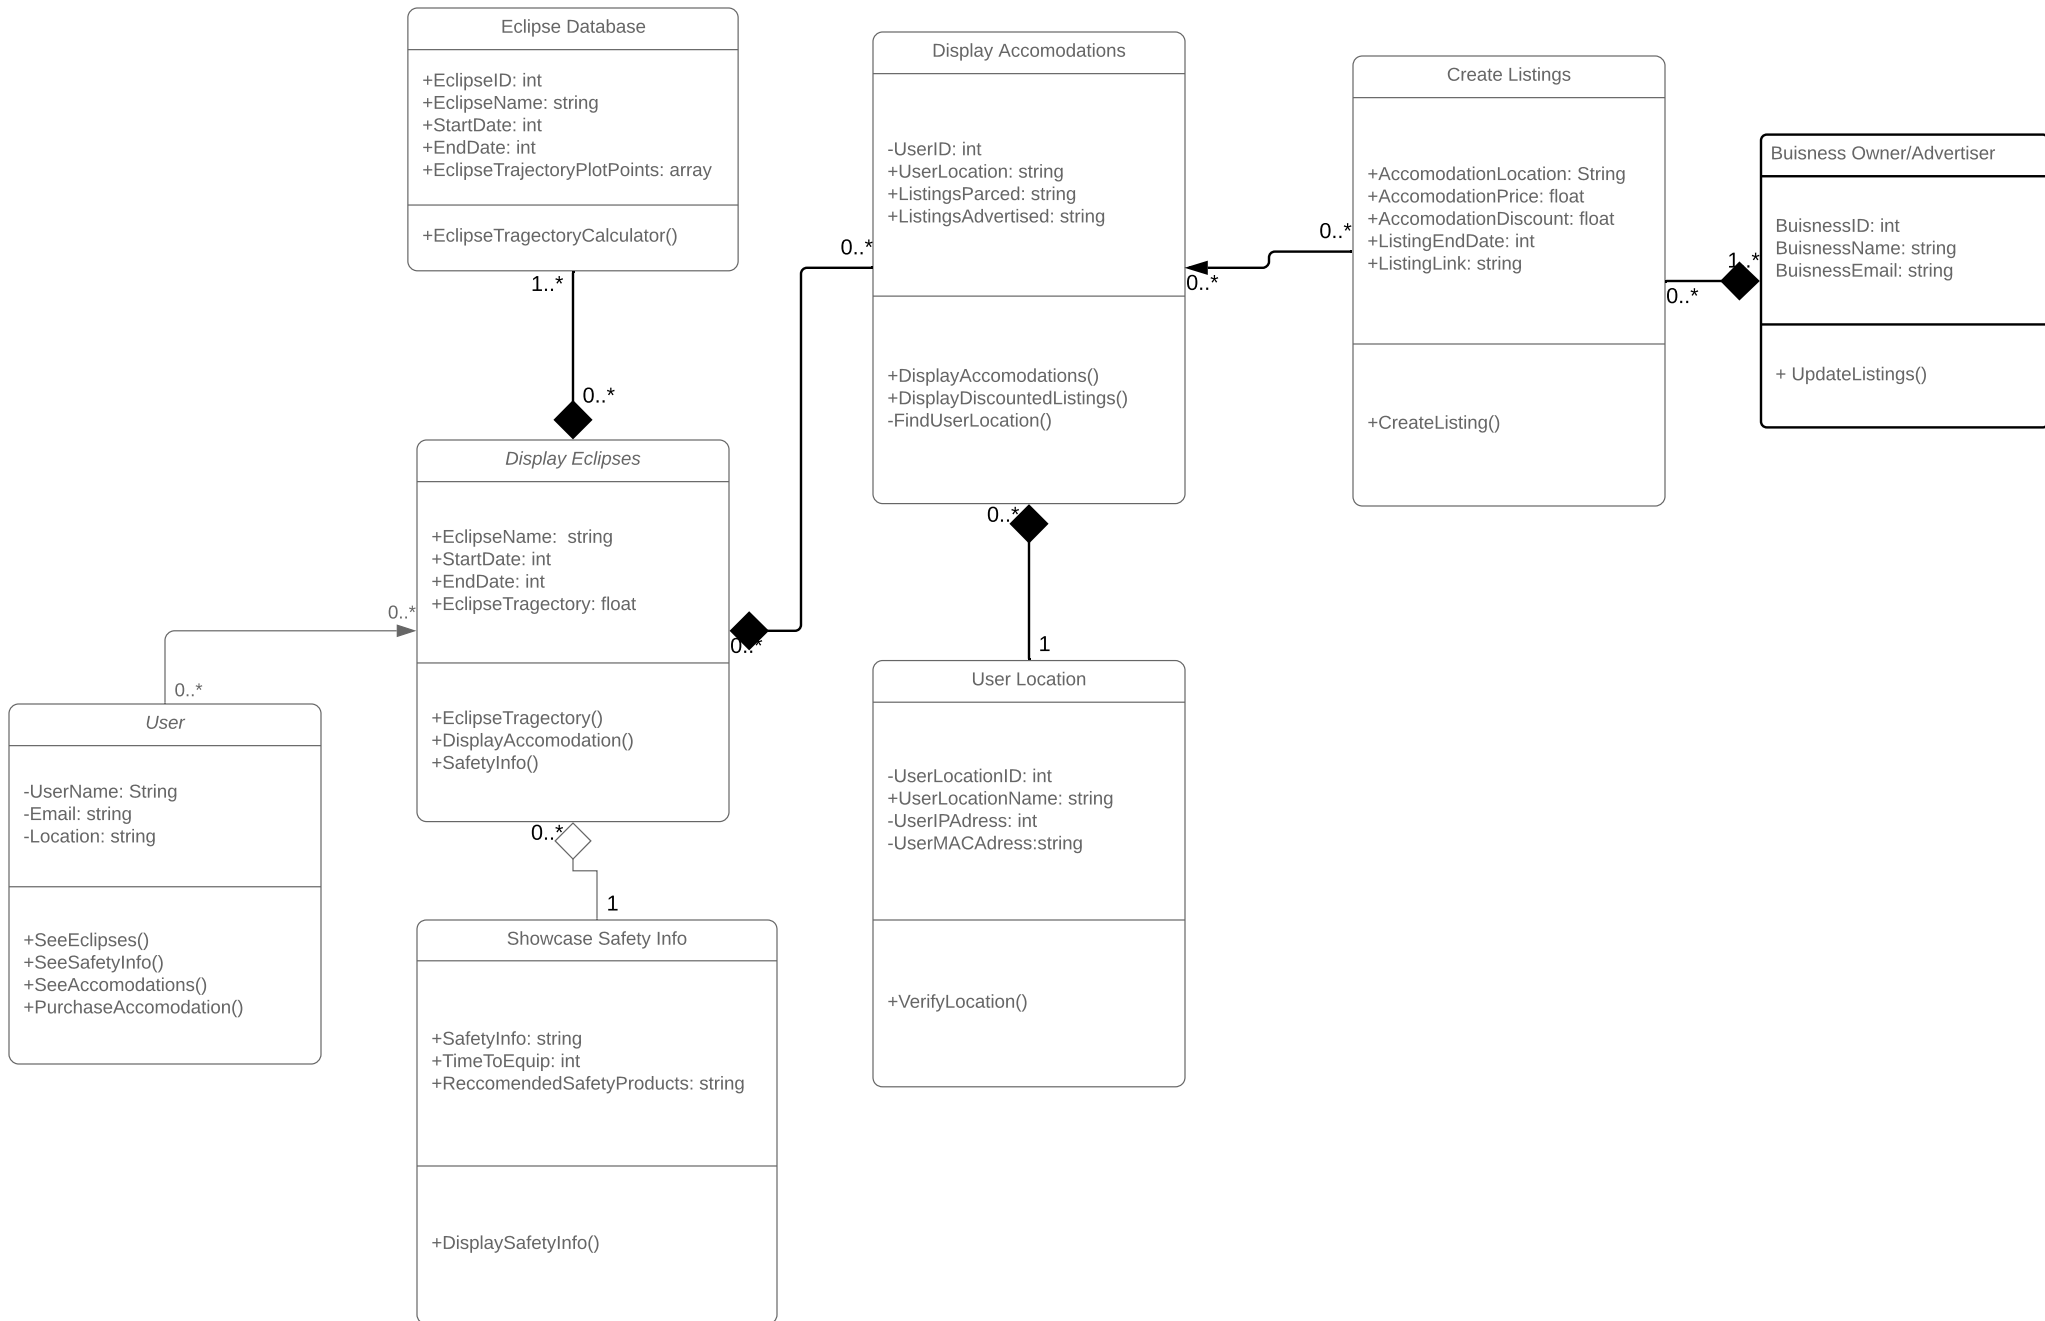 Eclipse Database
+EclipseID: int
+EclipseName: string
+StartDate: int
+EndDate: int
+EclipseTrajectoryPlotPoints: array
+EclipseTragectoryCalculator()
1..*
0..*
Display Eclipses
+EclipseName:  string
+StartDate: int
+EndDate: int
+EclipseTragectory: float
+EclipseTragectory()
+DisplayAccomodation()
+SafetyInfo()
0..*
0..*
0..*
User
-UserName: String
-Email: string
-Location: string
+SeeEclipses()
+SeeSafetyInfo()
+SeeAccomodations()
+PurchaseAccomodation()
0..*
1
Showcase Safety Info
+SafetyInfo: string
+TimeToEquip: int
+ReccomendedSafetyProducts: string
+DisplaySafetyInfo()
Display Accomodations
-UserID: int
+UserLocation: string
+ListingsParced: string
+ListingsAdvertised: string
+DisplayAccomodations()
+DisplayDiscountedListings()
-FindUserLocation()
0..*
0..*
0..*
1
User Location
-UserLocationID: int
+UserLocationName: string
-UserIPAdress: int
-UserMACAdress:string
+VerifyLocation()
0..*
Create Listings
+AccomodationLocation: String
+AccomodationPrice: float
+AccomodationDiscount: float
+ListingEndDate: int
+ListingLink: string
+CreateListing()
0..*
1..*
Buisness Owner/Advertiser
BuisnessID: int
BuisnessName: string
BuisnessEmail: string
+ UpdateListings()